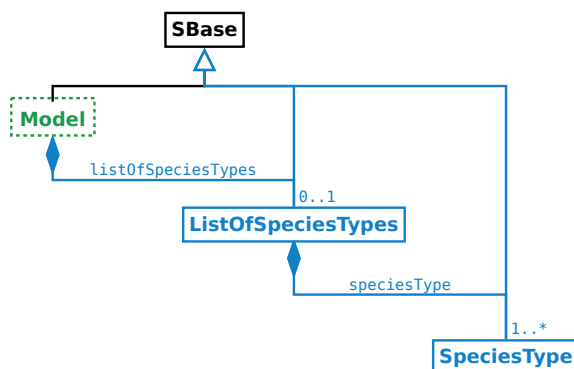 SBase
Model
listOfSpeciesTypes
0..1
ListOfSpeciesTypes
speciesType
1..*
SpeciesType